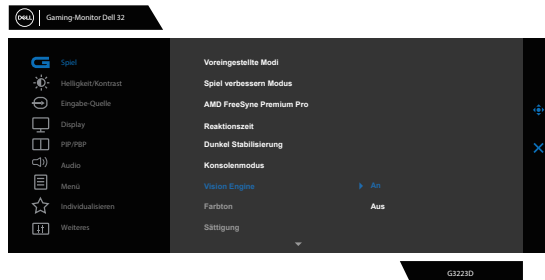 DELL
Gaming-Monitor Dell 32
Spiel
Helligkeit/Kontrast
Eingabe-Quelle
Display
PIP/PBP
Audio
Menü
Individualisieren
Weiteres
Voreingestellte Modi
Spiel verbessern Modus
AMD FreeSync Premium Pro
Reaktionszeit
Dunkel Stabilisierung
Konsolenmodus
Vision Engine An
Farbton Aus
Sättigung
G3223D